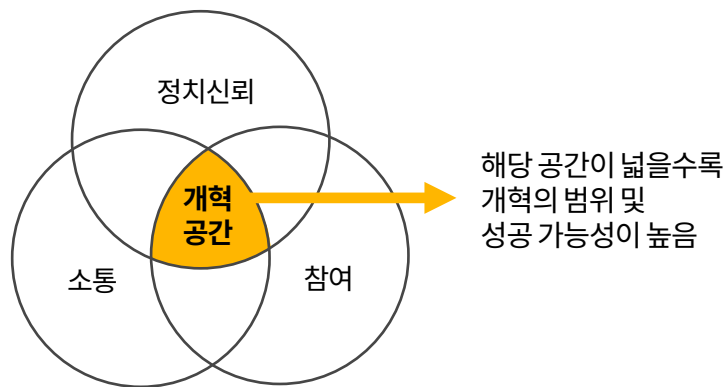 정치신뢰
개혁
공간
소통
참여
해당 공간이 넓을수록
개혁의 범위 및
성공 가능성이 높음